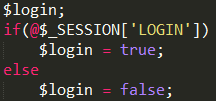 $login;
if(@$_SESSION['LOGIN'])
$login = true;
else
$login = false;